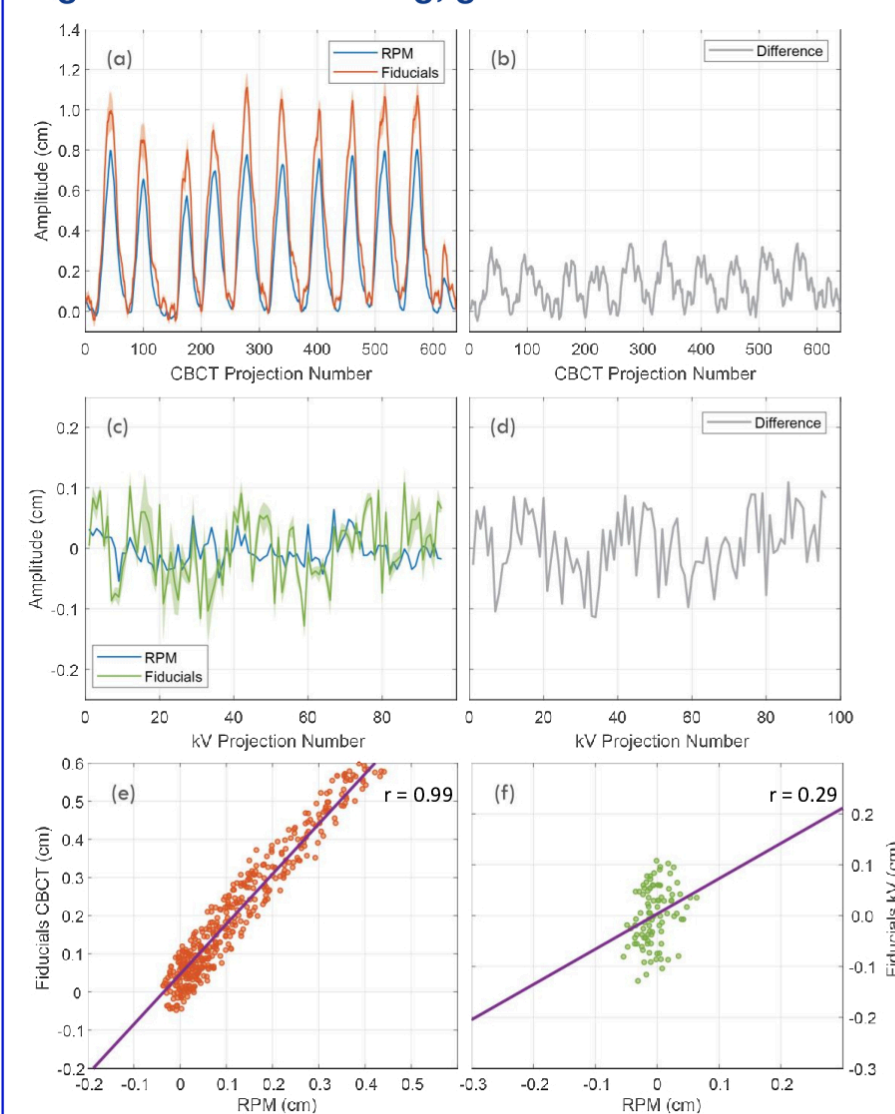 (a)
RPM
Fiducials
1.4
1.2
1.0
0.8
0.6
0.4
0.2
0.0
Amplitude (cm)
0 100 200 300 400 500 600
CBCT Projection Number
(b)
Difference
0 100 200 300 400 500 600
CBCT Projection Number
(c)
0.2
0.1
0
-0.1
-0.2
Amplitude (cm)
RPM
Fiducials
0 20 40 60 80
kV Projection Number
(d)
Difference
0 20 40 60 80 100
kV Projection Number
(e)
r = 0.99
0.6
0.5
0.4
0.3
0.2
0.1
0
-0.1
-0.2
Fiducials CBCT (cm)
-0.2 -0.1 0 0.1 0.2 0.3 0.4 0.5
RPM (cm)
(f)
r = 0.29
0.2
0.1
0.0
-0.1
-0.2
-0.3
Fiducials kV (cm)
-0.3 -0.2 -0.1 0 0.1 0.2
RPM (cm)